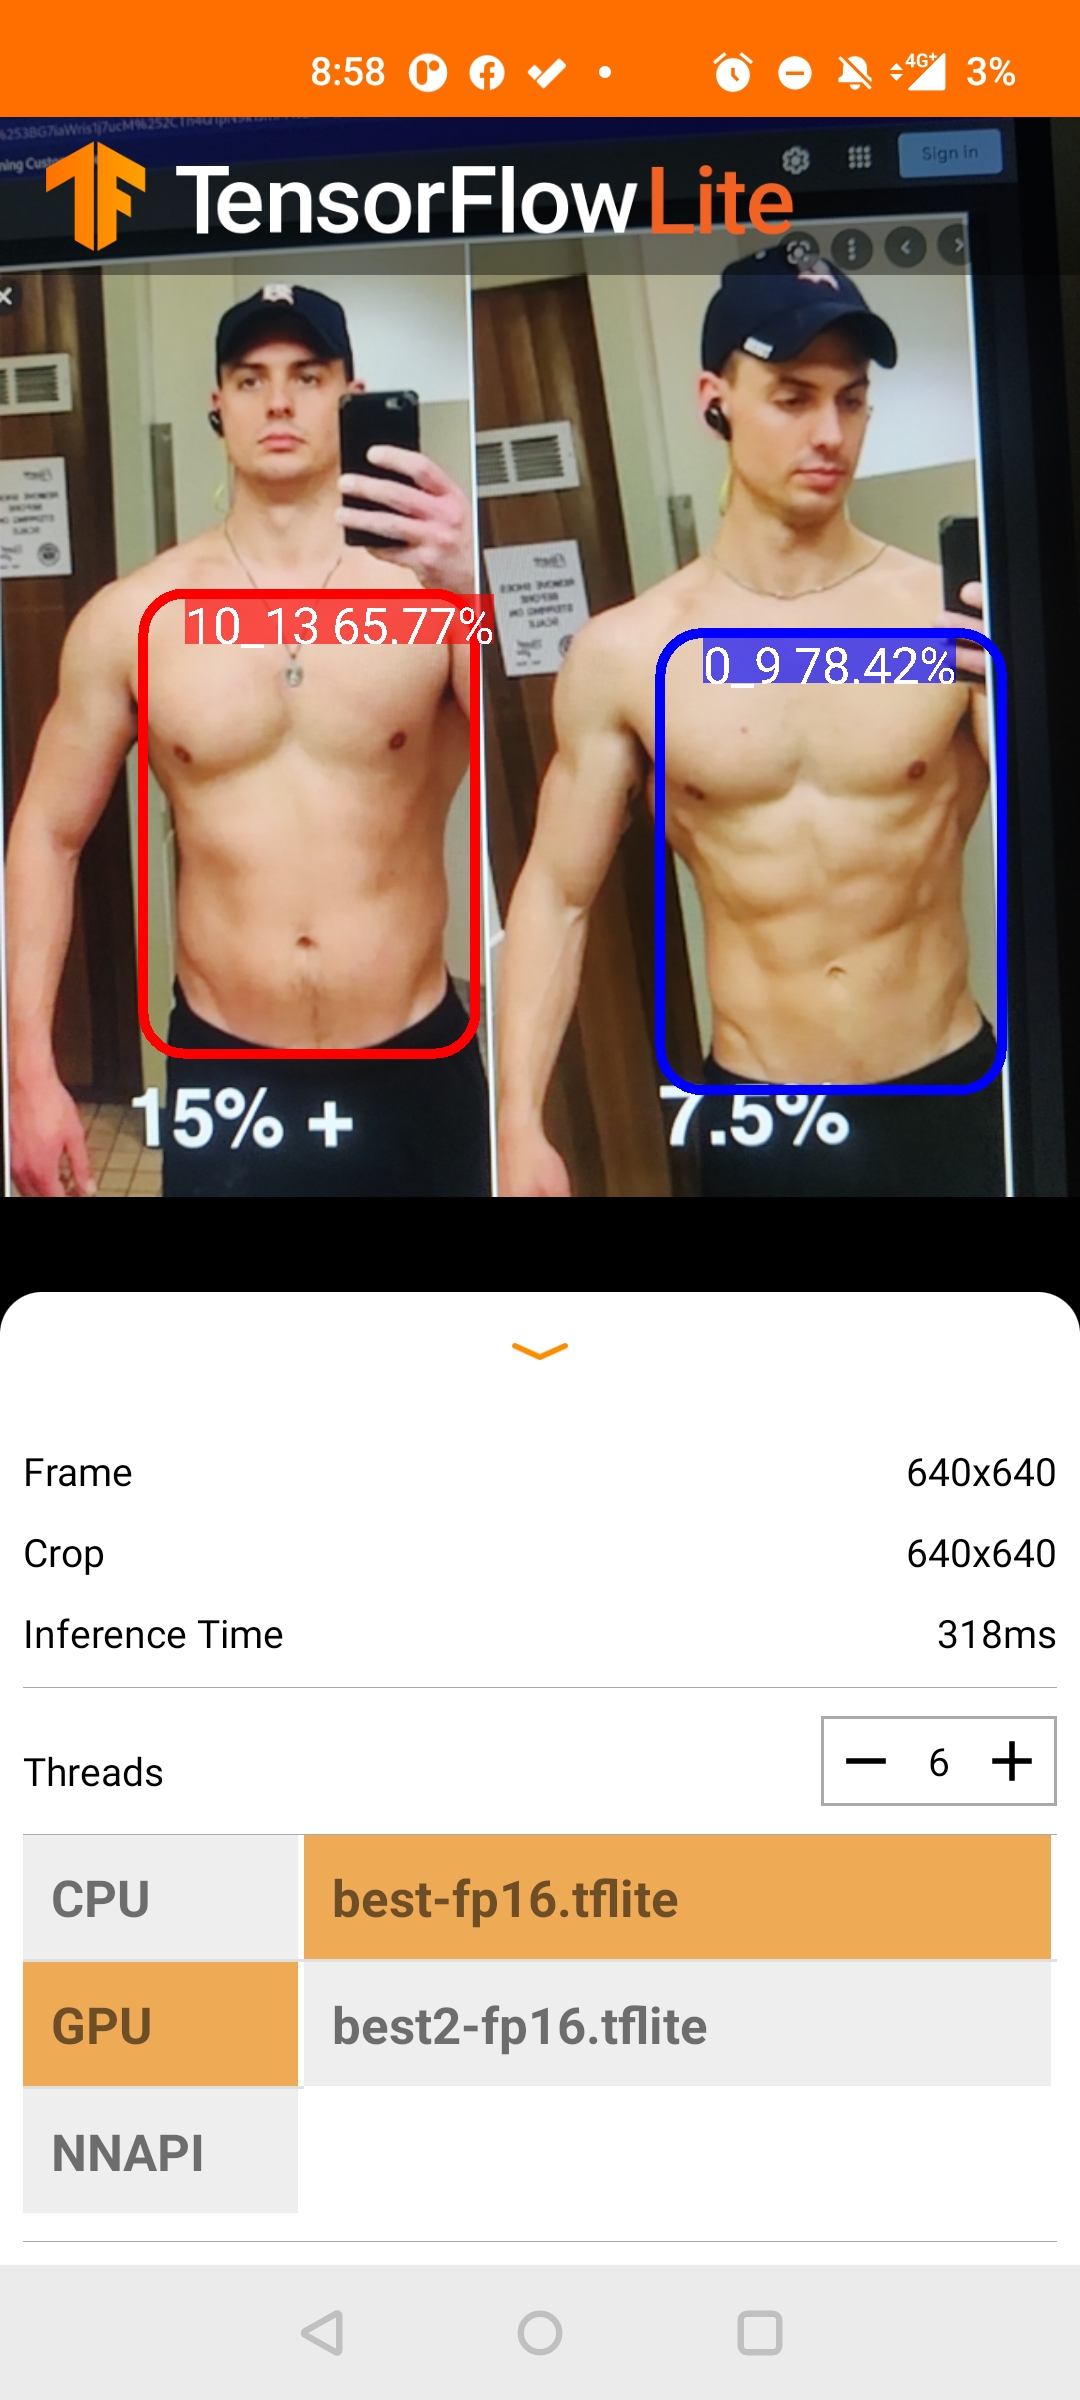 8:58 4G+ 3%
Sign in
TensorFlow Lite
10_13 65.77%
0_9 78.42%
15% +
7.5%
Frame 640x640
Crop 640x640
Inference Time 318ms
Threads 6
CPU best-fp16.tflite
GPU best2-fp16.tflite
NNAPI